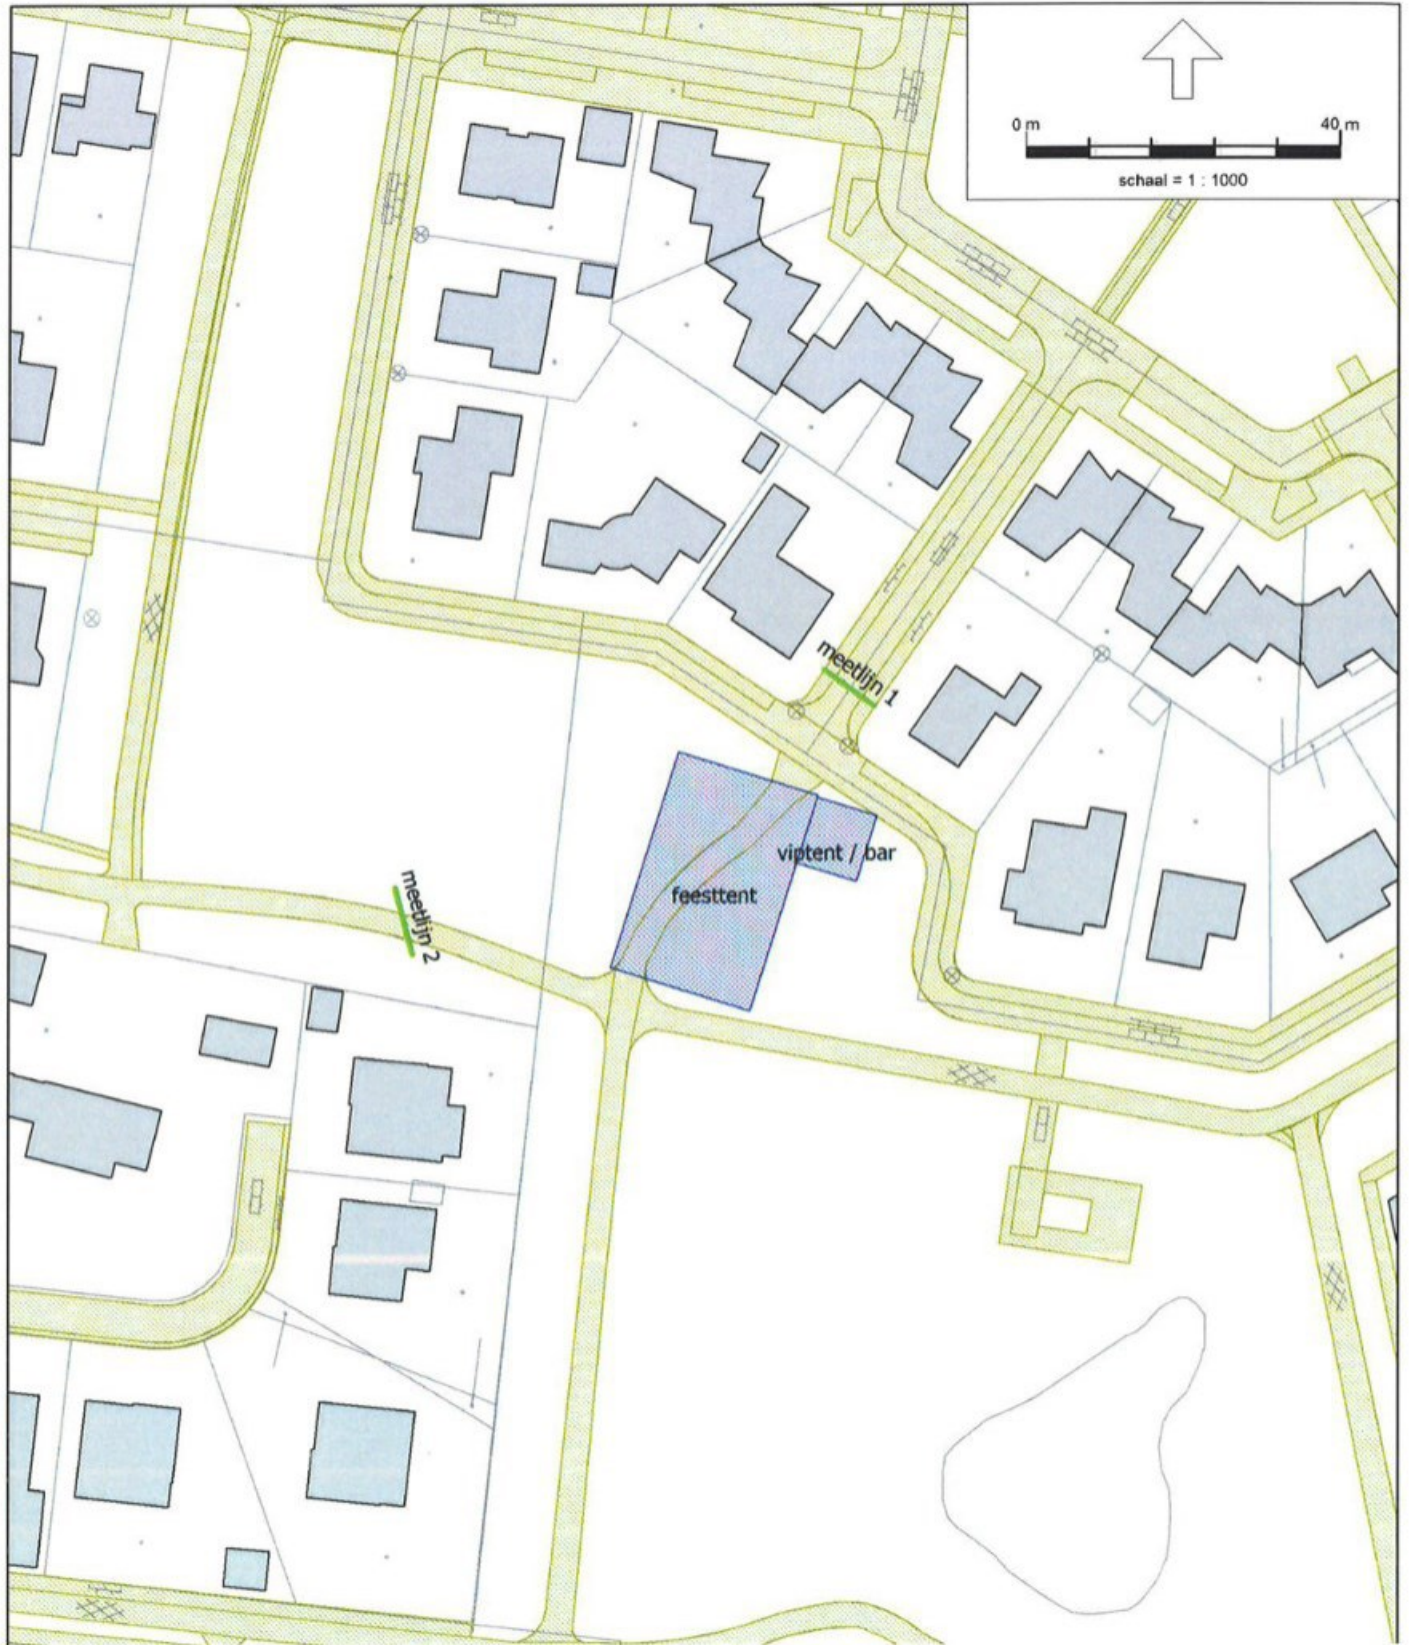 0 m 40 m
schaal = 1 : 1000
meetlijn 1
viptent / bar
feesttent
meetlijn 2